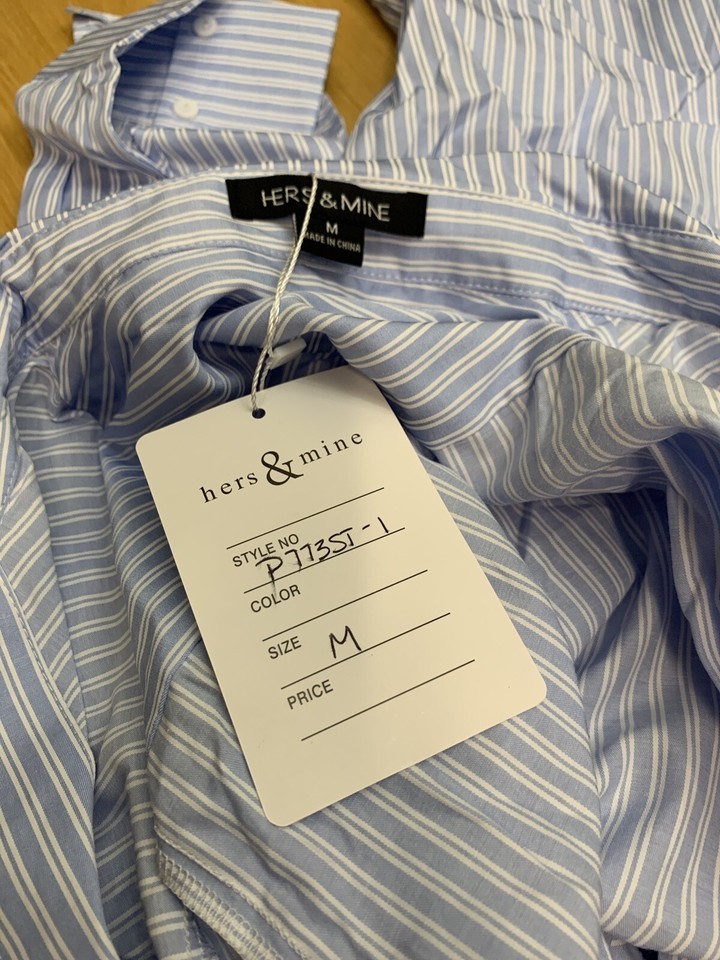 HERS & MINE
M
MADE IN CHINA
hers & mine
STYLE NO P773ST-1
COLOR
SIZE M
PRICE